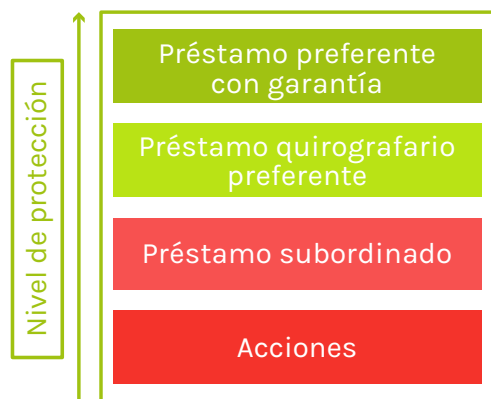 Nivel de protección
Préstamo preferente
con garantía
Préstamo quirografario
preferente
Préstamo subordinado
Acciones